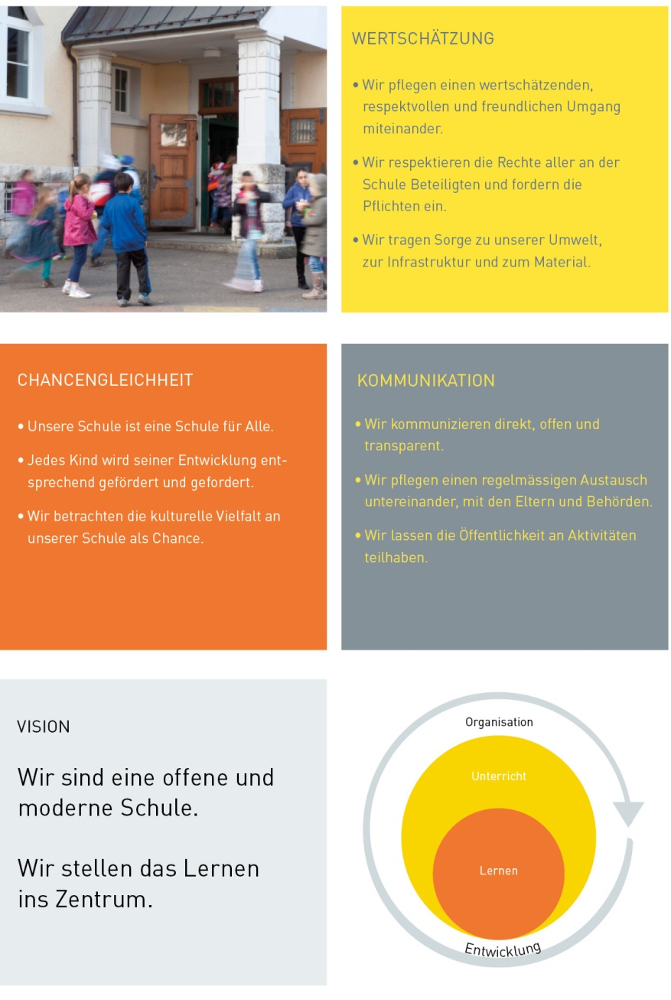 WERTSCHÄTZUNG
• Wir pflegen einen wertschätzenden,
respektvollen und freundlichen Umgang
miteinander.
• Wir respektieren die Rechte aller an der
Schule Beteiligten und fordern die
Pflichten ein.
• Wir tragen Sorge zu unserer Umwelt,
zur Infrastruktur und zum Material.
CHANCENGLEICHHEIT
• Unsere Schule ist eine Schule für Alle.
• Jedes Kind wird seiner Entwicklung ent-
sprechend gefördert und gefordert.
• Wir betrachten die kulturelle Vielfalt an
unserer Schule als Chance.
KOMMUNIKATION
• Wir kommunizieren direkt, offen und
transparent.
• Wir pflegen einen regelmässigen Austausch
untereinander, mit den Eltern und Behörden.
• Wir lassen die Öffentlichkeit an Aktivitäten
teilhaben.
VISION
Wir sind eine offene und
moderne Schule.
Wir stellen das Lernen
ins Zentrum.
Organisation
Unterricht
Lernen
Entwicklung